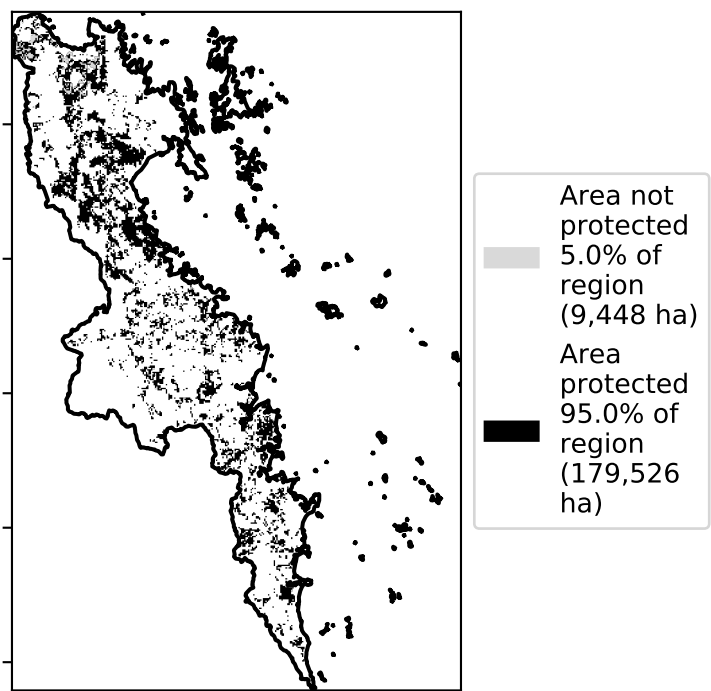 Area not
protected
5.0% of
region
(9,448 ha)
Area
protected
95.0% of
region
(179,526
ha)